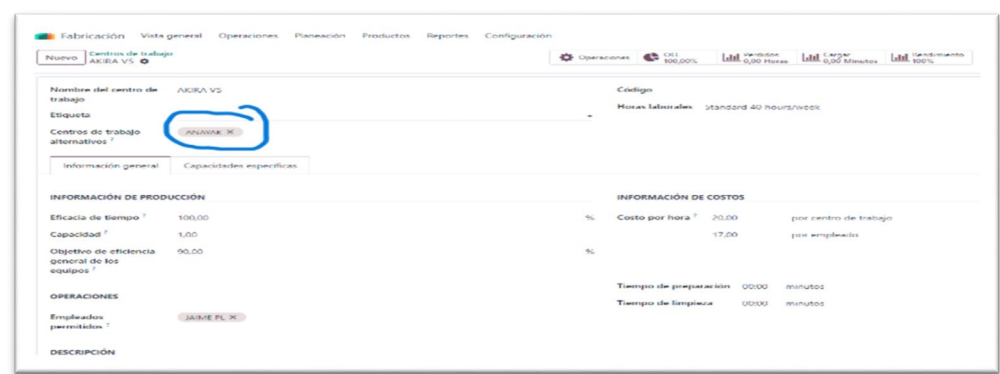 Fabricación Vista general Operaciones Planeación Productos Reportes Configuración
Nuevo Centros de trabajo
AKIRA VS
Operaciones OEE 100,00% Perdidos 0,00 Horas Cargar 0,00 Minutos Rendimiento 100%
Nombre del centro de trabajo AKIRA VS
Código
Etiqueta
Horas laborales Standard 40 hours/week
Centros de trabajo alternativos ? ANAYAK ×
Información general Capacidades específicas
INFORMACIÓN DE PRODUCCIÓN
INFORMACIÓN DE COSTOS
Eficacia de tiempo ? 100,00 %
Costo por hora ? 20,00 por centro de trabajo
Capacidad ? 1,00
17,00 por empleado
Objetivo de eficiencia general de los equipos ? 90,00 %
Tiempo de preparación 00:00 minutos
OPERACIONES
Tiempo de limpieza 00:00 minutos
Empleados permitidos ? JAIME PL ×
DESCRIPCIÓN